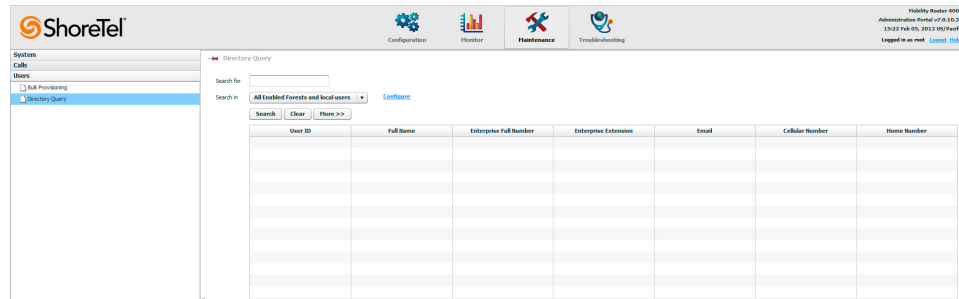 ShoreTel®
Configuration
Monitor
Maintenance
Troubleshooting
Mobility Router 400
Administration Portal v7.0.10.3
15:22 Feb 05, 2013 US/Pacif
Logged in as root Logout Hel
System
Calls
Users
Bulk Provisioning
Directory Query
Directory Query
Search for
Search in All Enabled Forests and local users Configure
Search Clear More >>
User ID Full Name Enterprise Full Number Enterprise Extension Email Cellular Number Home Number